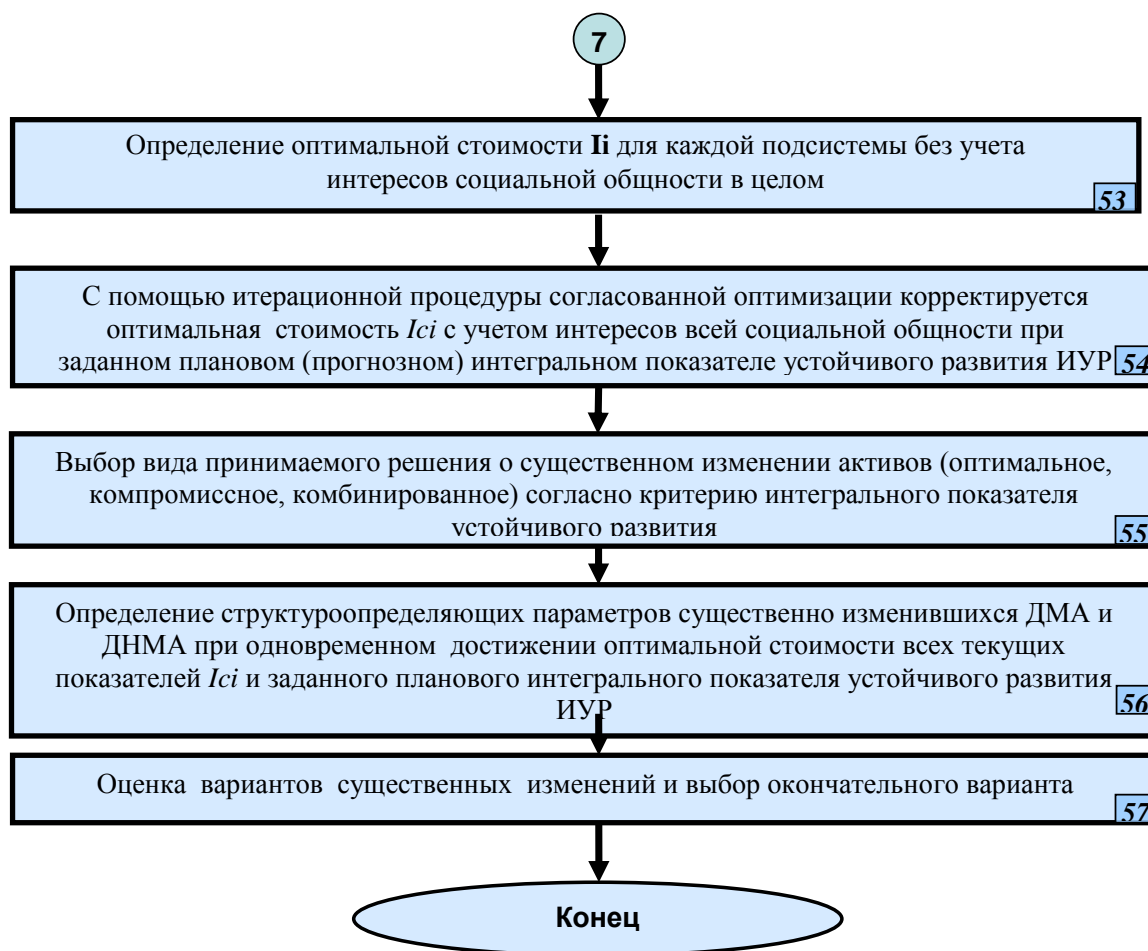 7
Определение оптимальной стоимости Ii для каждой подсистемы без учета
интересов социальной общности в целом
53
С помощью итерационной процедуры согласованной оптимизации корректируется
оптимальная стоимость Ici с учетом интересов всей социальной общности при
заданном плановом (прогнозном) интегральном показателе устойчивого развития ИУР
54
Выбор вида принимаемого решения о существенном изменении активов (оптимальное,
компромиссное, комбинированное) согласно критерию интегрального показателя
устойчивого развития
55
Определение структуроопределяющих параметров существенно изменившихся ДМА и
ДНМА при одновременном достижении оптимальной стоимости всех текущих
показателей Ici и заданного планового интегрального показателя устойчивого развития
ИУР
56
Оценка вариантов существенных изменений и выбор окончательного варианта
57
Конец